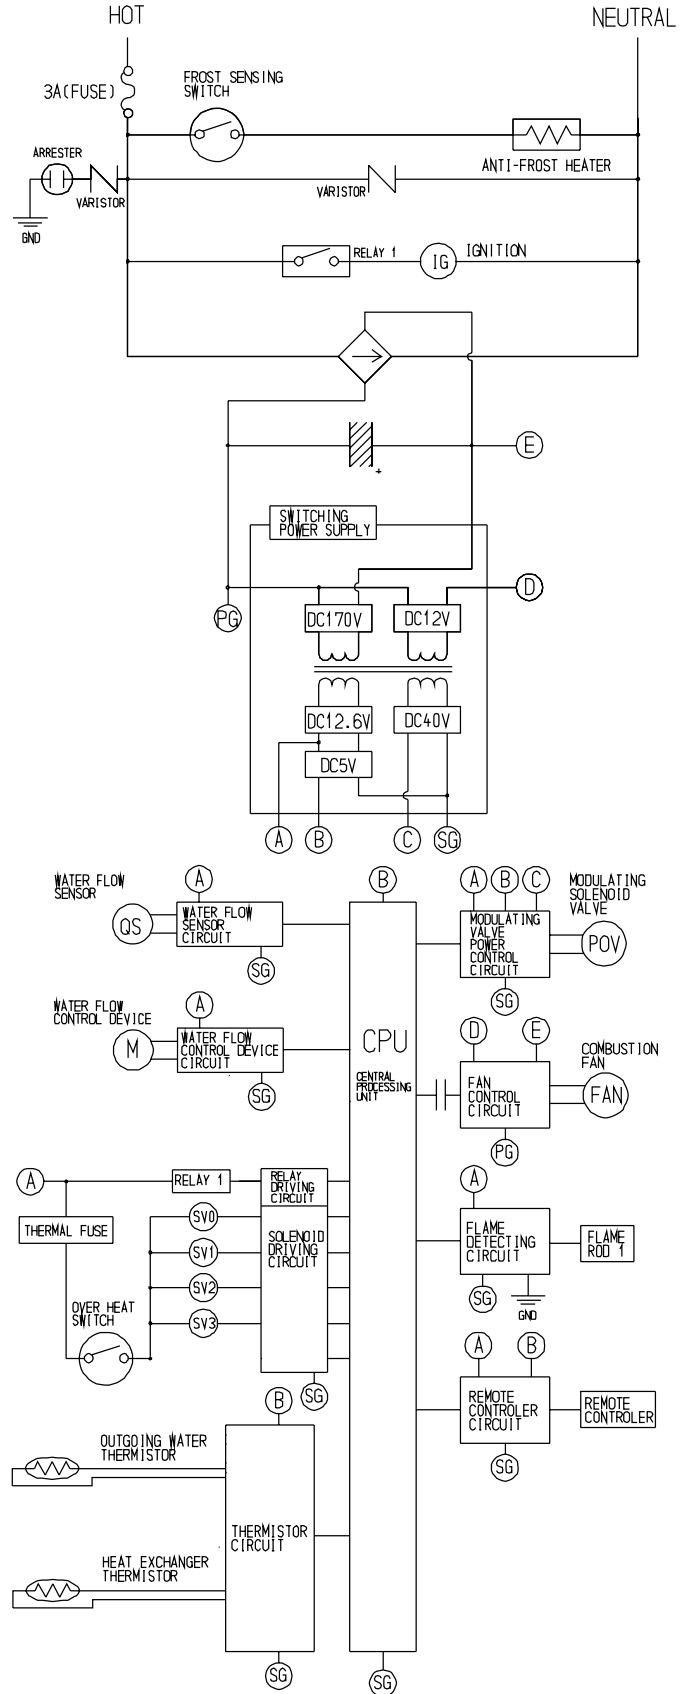 HOT
NEUTRAL
3A(FUSE)
FROST SENSING
SWITCH
ANTI-FROST HEATER
ARRESTER
VARISTOR
GND
VARISTOR
RELAY 1
IG
IGNITION
E
+
SWITCHING
POWER SUPPLY
PG
D
DC170V
DC12V
DC12.6V
DC40V
DC5V
A
B
C
SG
WATER FLOW
SENSOR
QS
A
WATER FLOW
SENSOR
CIRCUIT
SG
WATER FLOW
CONTROL DEVICE
M
A
WATER FLOW
CONTROL DEVICE
CIRCUIT
SG
B
CPU
CENTRAL
PROCESSING
UNIT
SG
A
B
C
MODULATING
VALVE
POWER
CONTROL
CIRCUIT
SG
MODULATING
SOLENOID
VALVE
POV
D
E
FAN
CONTROL
CIRCUIT
PG
COMBUSTION
FAN
FAN
A
RELAY 1
RELAY
DRIVING
CIRCUIT
THERMAL FUSE
OVER HEAT
SWITCH
SV0
SV1
SV2
SV3
SOLENOID
DRIVING
CIRCUIT
SG
A
FLAME
DETECTING
CIRCUIT
SG
GND
FLAME
ROD 1
A
B
REMOTE
CONTROLER
CIRCUIT
SG
REMOTE
CONTROLER
B
OUTGOING WATER
THERMISTOR
THERMISTOR
CIRCUIT
HEAT EXCHANGER
THERMISTOR
SG